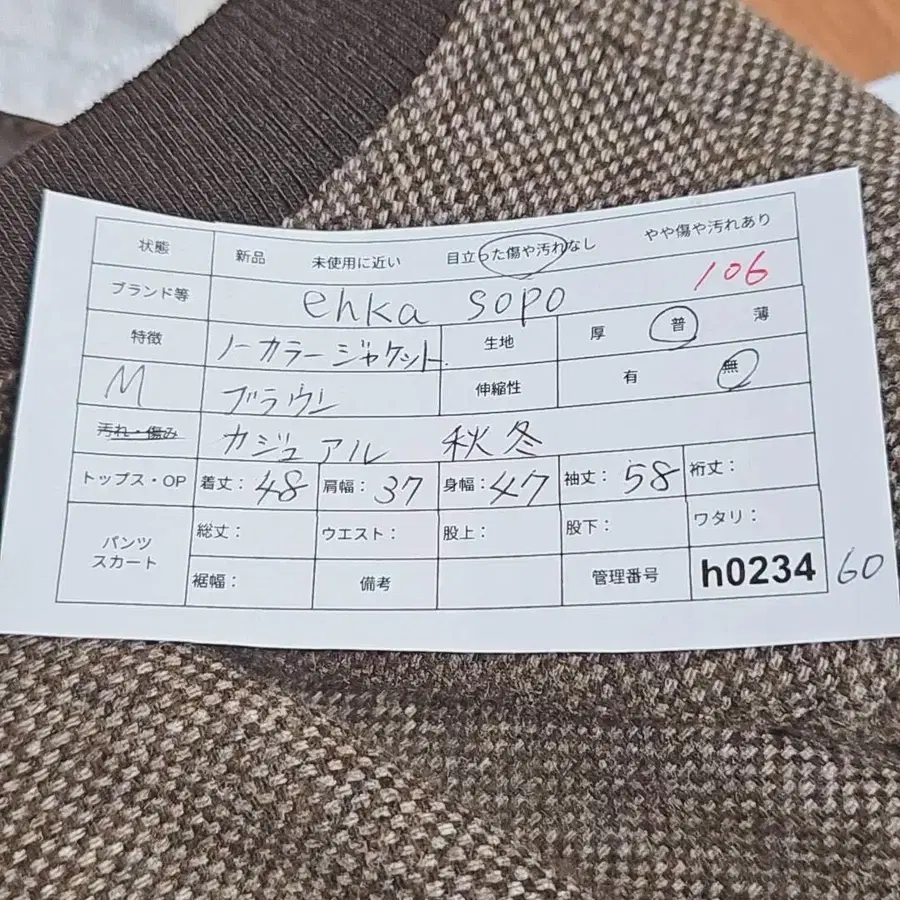 状態 新品 未使用に近い 目立った傷や汚れなし やや傷や汚れあり
ブランド等 ehka sopo 106
特徴 ノーカラージャケット 生地 厚 普 薄
M ブラウン 伸縮性 有 無
汚れ・傷み カジュアル 秋冬
トップス・OP 着丈：48 肩幅：37 身幅：47 袖丈：58 裄丈：
パンツ スカート 総丈： ウエスト： 股上： 股下： ワタリ：
裾幅： 備考 管理番号 h0234 60